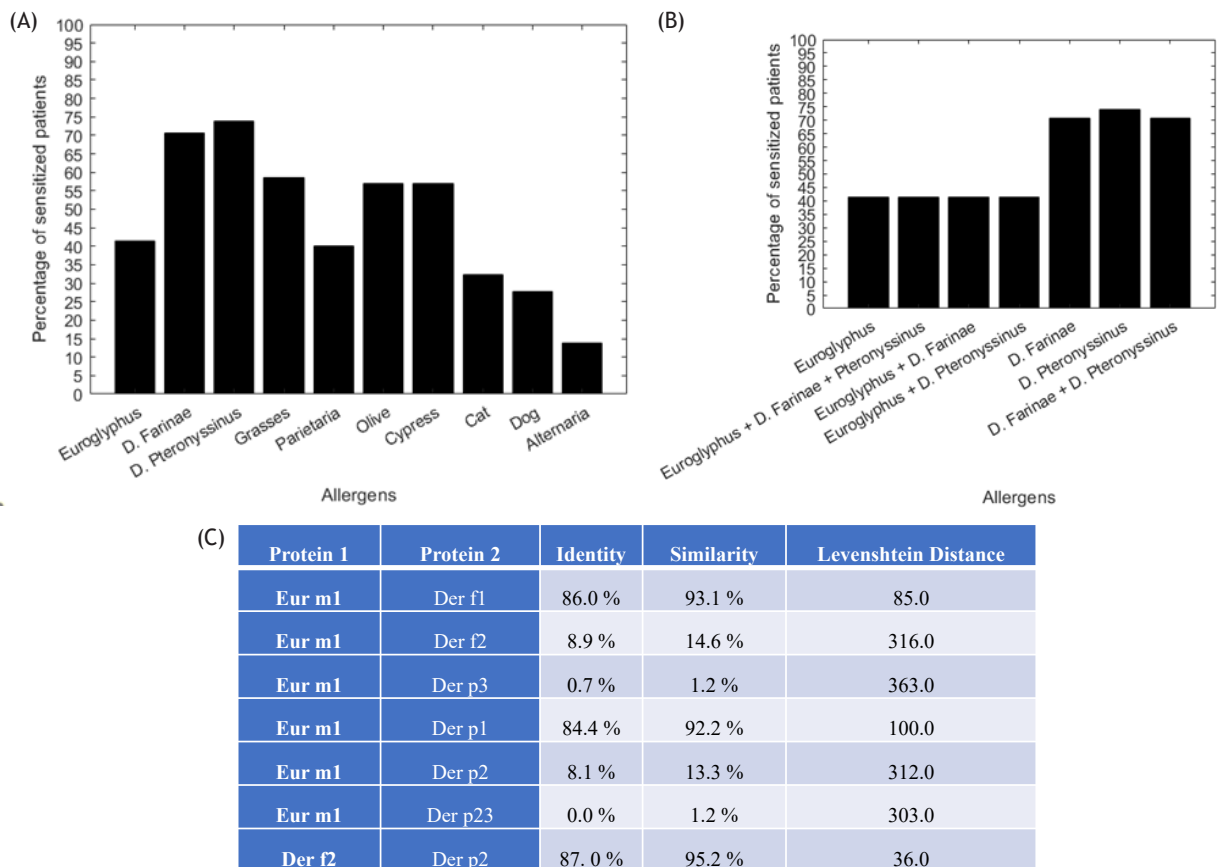 (A)
100
95
90
85
80
75
70
65
60
55
50
45
40
35
30
25
20
15
10
5
0
Percentage of sensitized patients
Euroglyphus
D. Farinae
D. Pteronyssinus
Grasses
Parietaria
Olive
Cypress
Cat
Dog
Alternaria
Allergens
(B)
100
95
90
85
80
75
70
65
60
55
50
45
40
35
30
25
20
15
10
5
0
Percentage of sensitized patients
Euroglyphus
Euroglyphus + D. Farinae + Pteronyssinus
Euroglyphus + D. Farinae
Euroglyphus + D. Pteronyssinus
D. Farinae
D. Pteronyssinus
D. Farinae + D. Pteronyssinus
Allergens
(C)
Protein 1 Protein 2 Identity Similarity Levenshtein Distance
Eur m1 Der f1 86.0 % 93.1 % 85.0
Eur m1 Der f2 8.9 % 14.6 % 316.0
Eur m1 Der p3 0.7 % 1.2 % 363.0
Eur m1 Der p1 84.4 % 92.2 % 100.0
Eur m1 Der p2 8.1 % 13.3 % 312.0
Eur m1 Der p23 0.0 % 1.2 % 303.0
Der f2 Der p2 87. 0 % 95.2 % 36.0